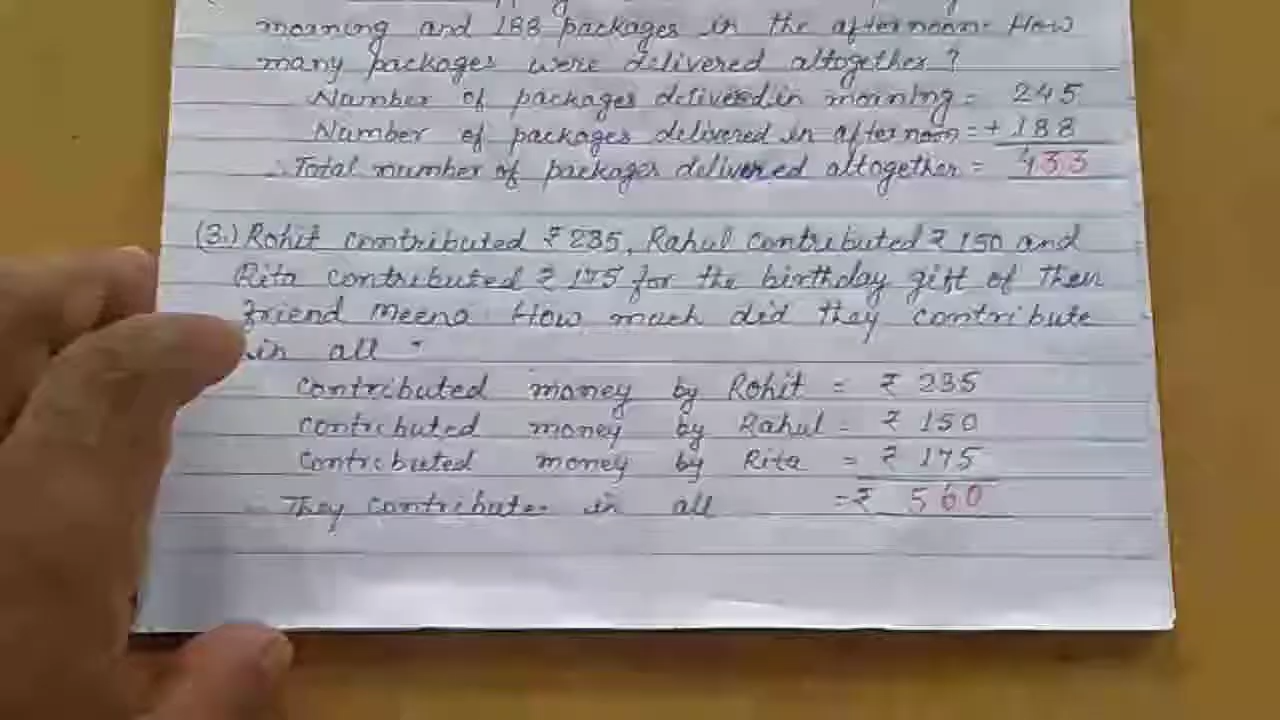 morning and 188 packages in the afternoon. How
many packages were delivered altogether?
Number of packages delivered in morning = 245
Number of packages delivered in afternoon = + 188
∴ Total number of packages delivered altogether = 433
(3.) Rohit contributed ₹ 235, Rahul contributed ₹ 150 and
Rita contributed ₹ 175 for the birthday gift of their
friend Meena. How much did they contribute
in all
contributed money by Rohit = ₹ 235
contributed money by Rahul = ₹ 150
contributed money by Rita = ₹ 175
∴ They contribute in all = ₹ 560